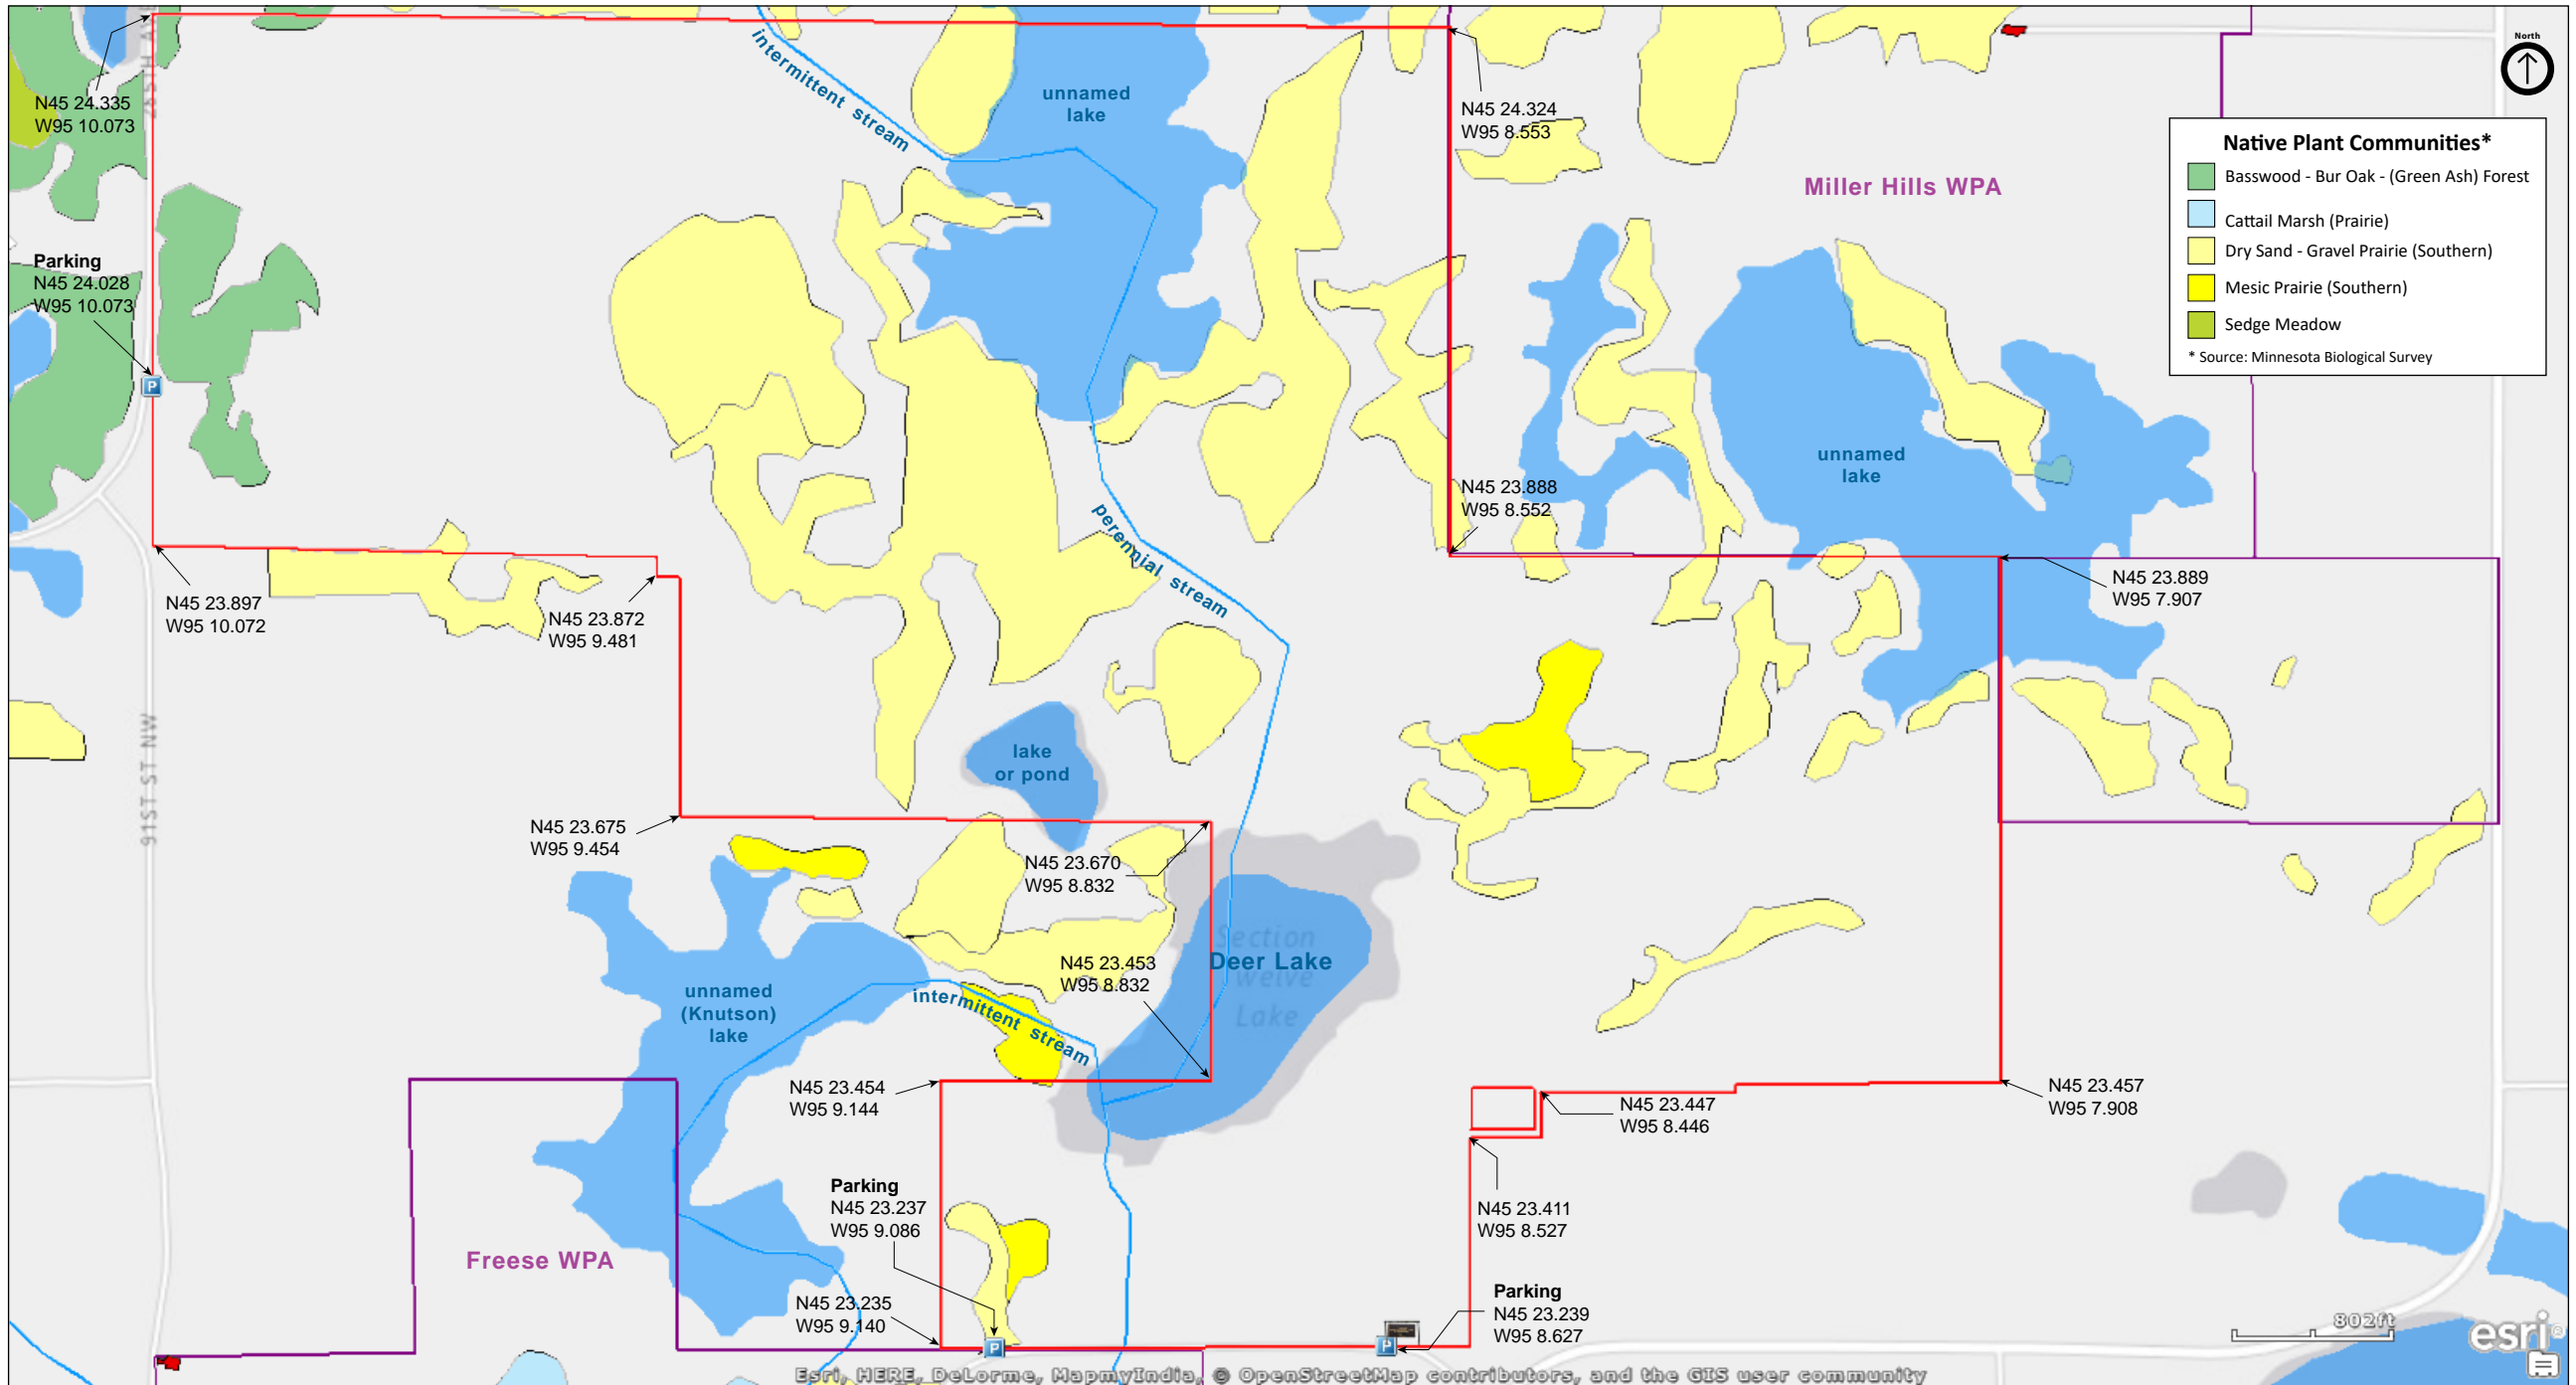 North
285TH AVE
intermittent stream
unnamed
lake
N45 24.335
W95 10.073
N45 24.324
W95 8.553
Miller Hills WPA
Native Plant Communities*
Basswood - Bur Oak - (Green Ash) Forest
Cattail Marsh (Prairie)
Dry Sand - Gravel Prairie (Southern)
Mesic Prairie (Southern)
Sedge Meadow
* Source: Minnesota Biological Survey
Parking
N45 24.028
W95 10.073
P
unnamed
lake
N45 23.888
W95 8.552
perennial stream
N45 23.889
W95 7.907
N45 23.897
W95 10.072
N45 23.872
W95 9.481
91ST ST NW
lake
or pond
N45 23.675
W95 9.454
N45 23.670
W95 8.832
Section
Twelve
Lake
Deer Lake
N45 23.453
W95 8.832
unnamed
(Knutson)
lake
intermittent stream
N45 23.454
W95 9.144
N45 23.447
W95 8.446
N45 23.457
W95 7.908
Parking
N45 23.237
W95 9.086
N45 23.411
W95 8.527
Freese WPA
N45 23.235
W95 9.140
Parking
N45 23.239
W95 8.627
P
P
802ft
esri
Esri, HERE, DeLorme, MapmyIndia, © OpenStreetMap contributors, and the GIS user community